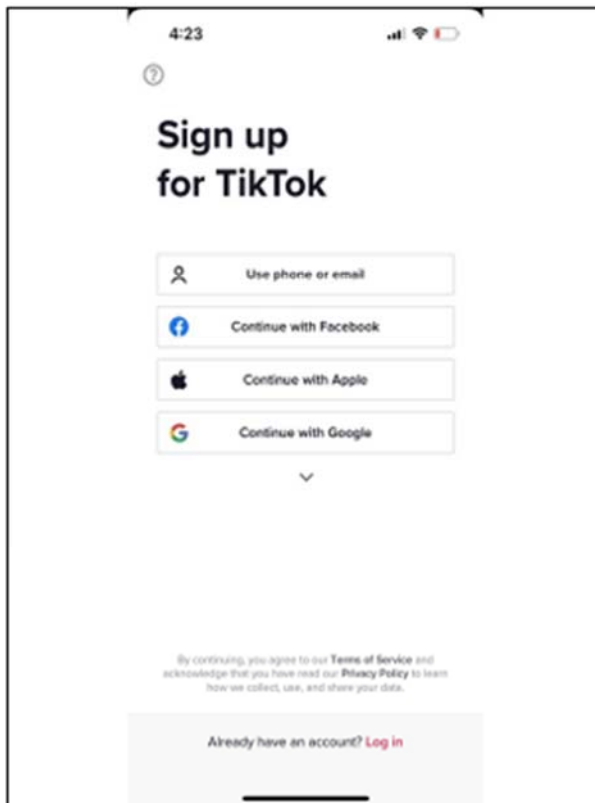 4:23
?
Sign up
for TikTok
Use phone or email
Continue with Facebook
Continue with Apple
Continue with Google
By continuing, you agree to our Terms of Service and
acknowledge that you have read our Privacy Policy to learn
how we collect, use, and share your data.
Already have an account? Log in